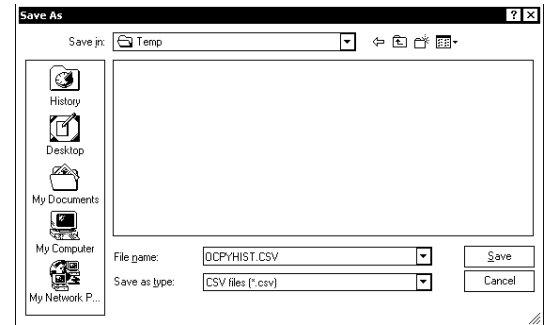 Save As
Save in: Temp
History
Desktop
My Documents
My Computer
My Network P...
File name: OCPYHIST.CSV Save
Save as type: CSV files (*.csv) Cancel